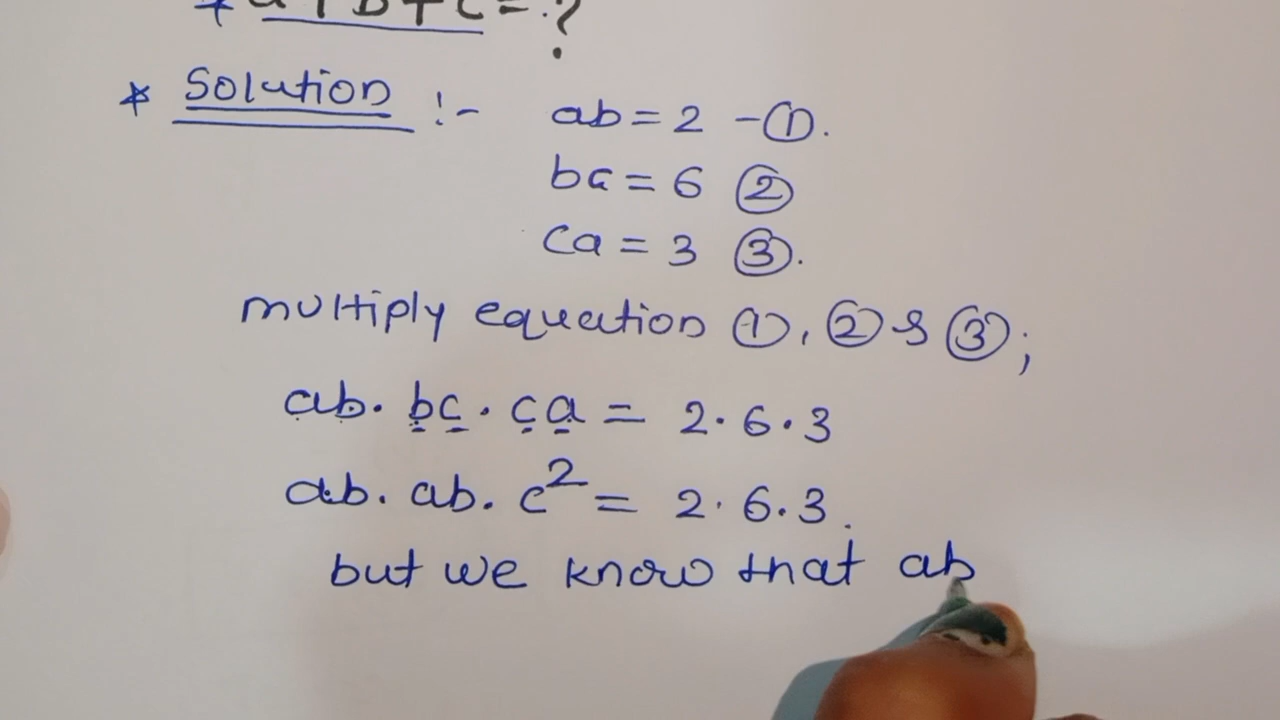 * a+b+c=?
* Solution :- ab = 2 -①.
bc = 6 ②
ca = 3 ③.
multiply equation ①, ② & ③;
ab. bc. ca = 2.6.3
ab. ab. c² = 2.6.3.
but we know that ab